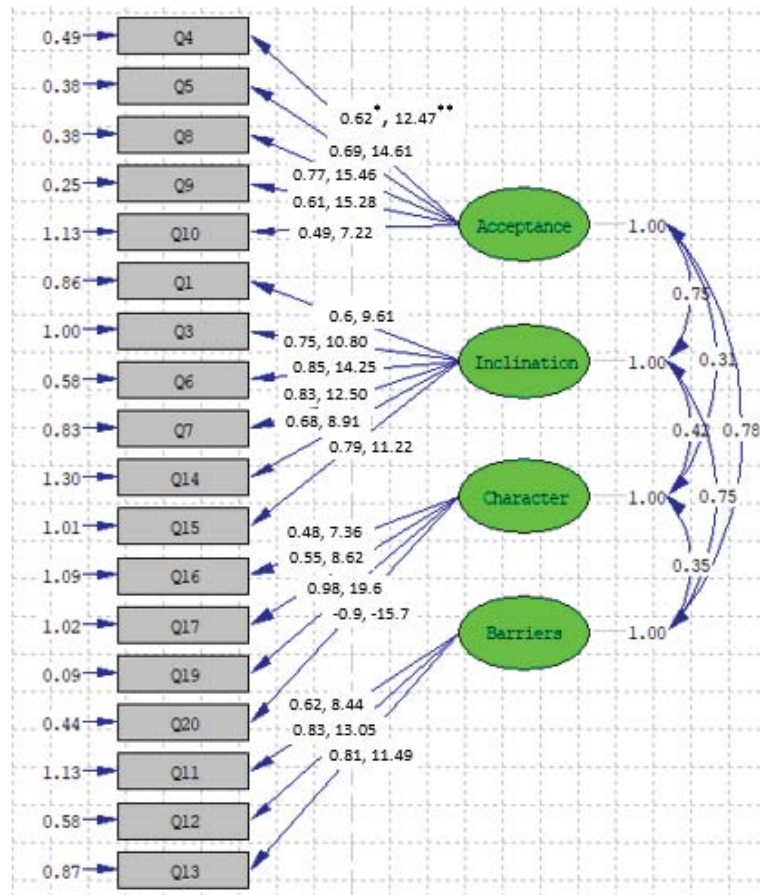 0.49 Q4
0.38 Q5
0.38 Q8
0.25 Q9
1.13 Q10
0.86 Q1
1.00 Q3
0.58 Q6
0.83 Q7
1.30 Q14
1.01 Q15
1.09 Q16
1.02 Q17
0.09 Q19
0.44 Q20
1.13 Q11
0.58 Q12
0.87 Q13
0.62*, 12.47**
0.69, 14.61
0.77, 15.46
0.61, 15.28
0.49, 7.22
0.6, 9.61
0.75, 10.80
0.85, 14.25
0.83, 12.50
0.68, 8.91
0.79, 11.22
0.48, 7.36
0.55, 8.62
0.98, 19.6
-0.9, -15.7
0.62, 8.44
0.83, 13.05
0.81, 11.49
Acceptance 1.00
Inclination 1.00
Character 1.00
Barriers 1.00
0.75
0.31
0.42 0.78
0.75
0.35